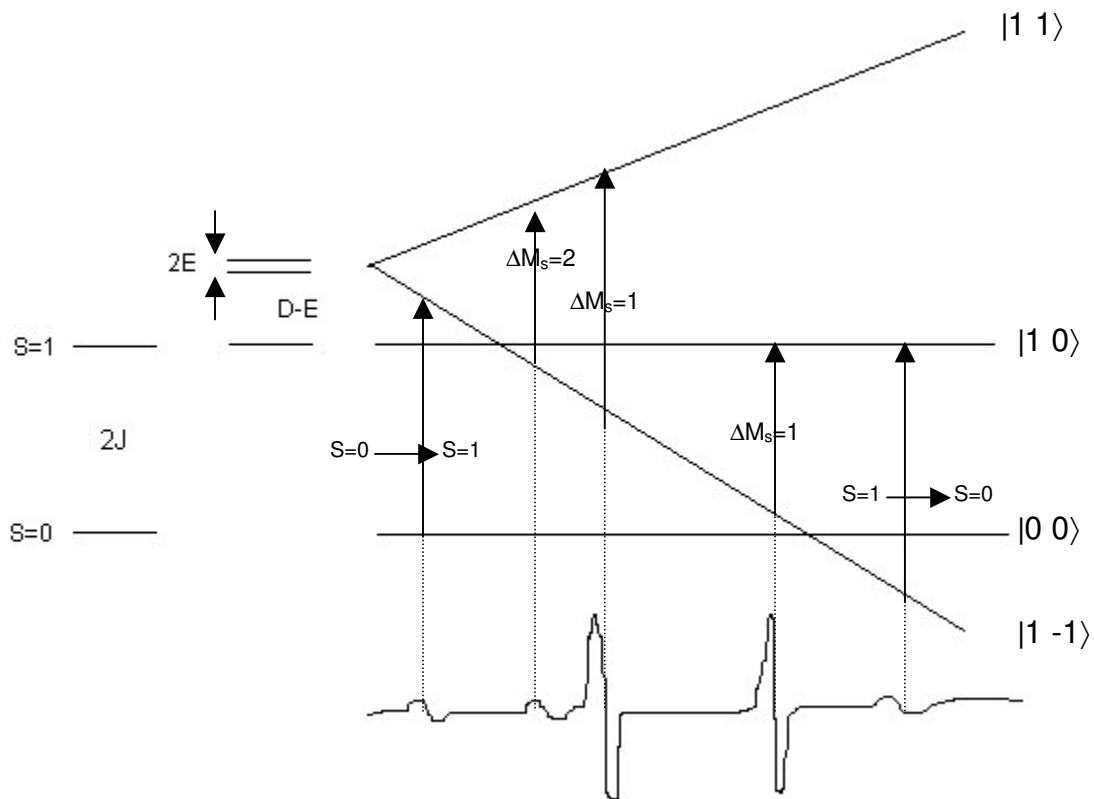 |1 1⟩
2E
ΔMs=2
D-E
ΔMs=1
S=1
|1 0⟩
2J
ΔMs=1
S=0 S=1
S=1 S=0
S=0
|0 0⟩
|1 -1⟩